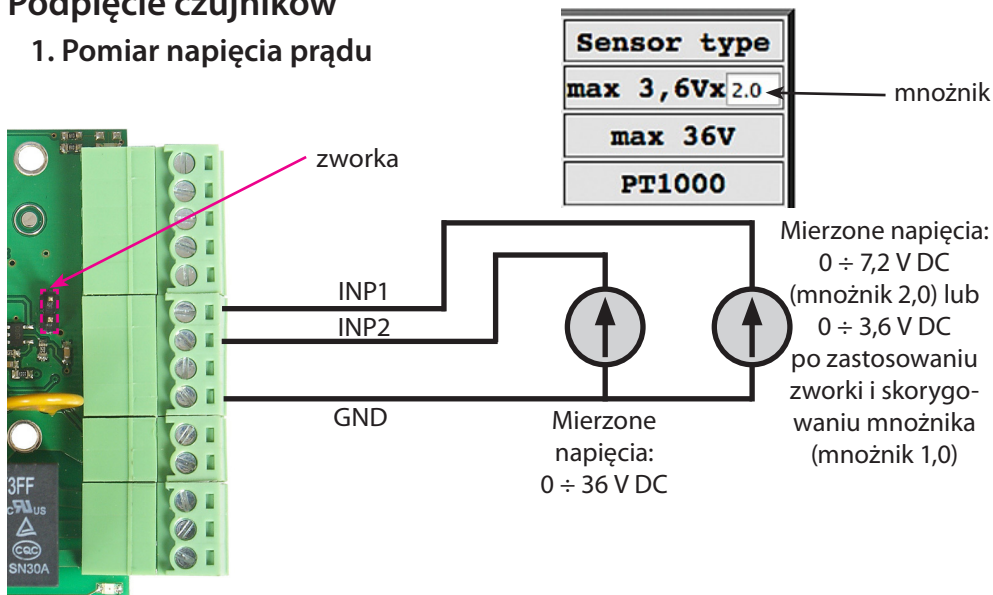 Podpięcie czujników
1. Pomiar napięcia prądu
Sensor type
max 3,6Vx 2.0
mnożnik
max 36V
PT1000
zworka
INP1
INP2
GND
Mierzone
napięcia:
0 ÷ 36 V DC
Mierzone napięcia:
0 ÷ 7,2 V DC
(mnożnik 2,0) lub
0 ÷ 3,6 V DC
po zastosowaniu
zworki i skorygo-
waniu mnożnika
(mnożnik 1,0)
3FF
c US
CQC
SN30A